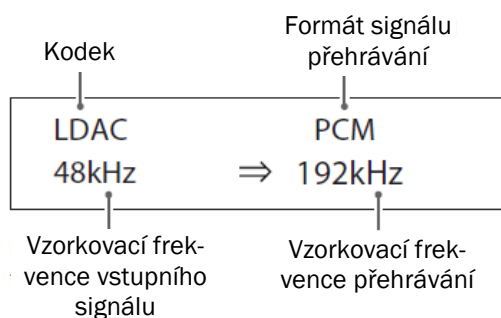 Formát signálu
přehrávání
Kodek
LDAC PCM
48kHz ⇒ 192kHz
Vzorkovací frek-
vence vstupního
signálu
Vzorkovací frek-
vence přehrávání